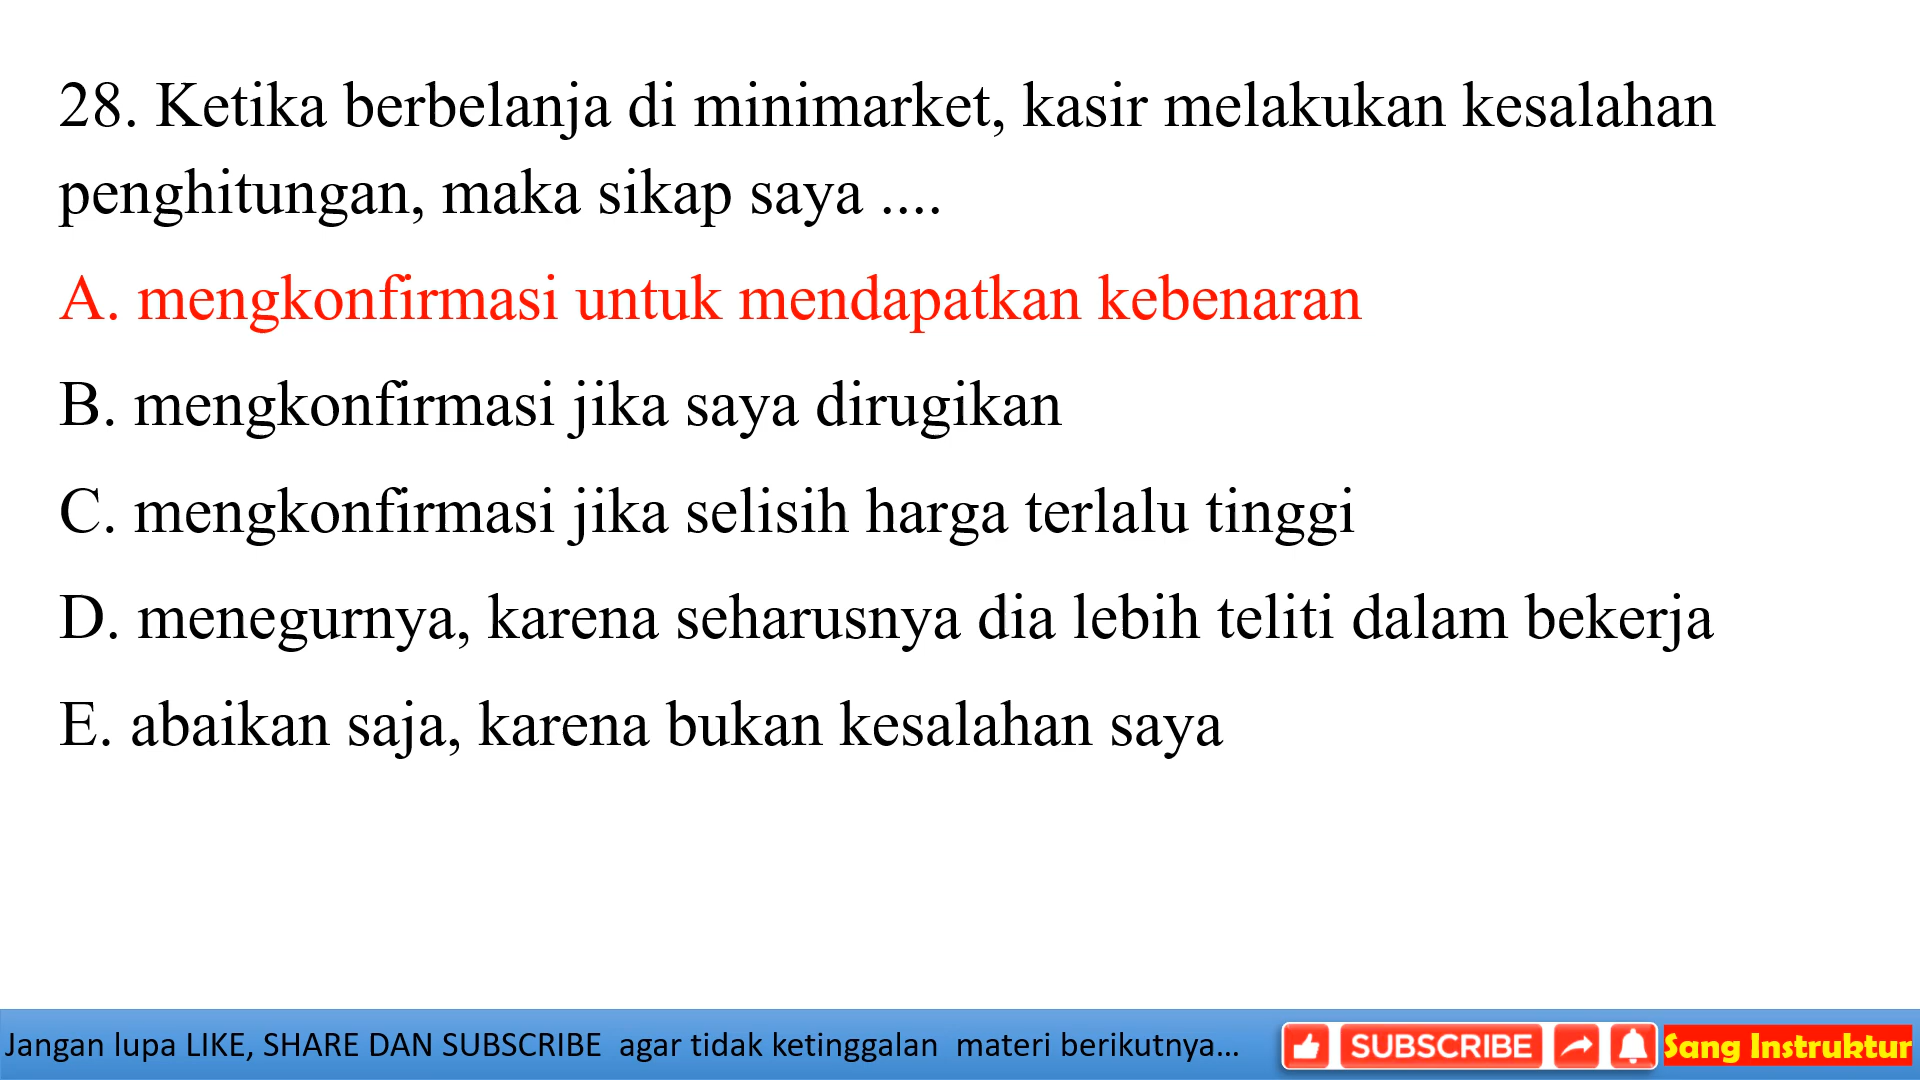 28. Ketika berbelanja di minimarket, kasir melakukan kesalahan
penghitungan, maka sikap saya ....
A. mengkonfirmasi untuk mendapatkan kebenaran
B. mengkonfirmasi jika saya dirugikan
C. mengkonfirmasi jika selisih harga terlalu tinggi
D. menegurnya, karena seharusnya dia lebih teliti dalam bekerja
E. abaikan saja, karena bukan kesalahan saya
Jangan lupa LIKE, SHARE DAN SUBSCRIBE agar tidak ketinggalan materi berikutnya... SUBSCRIBE Sang Instruktur